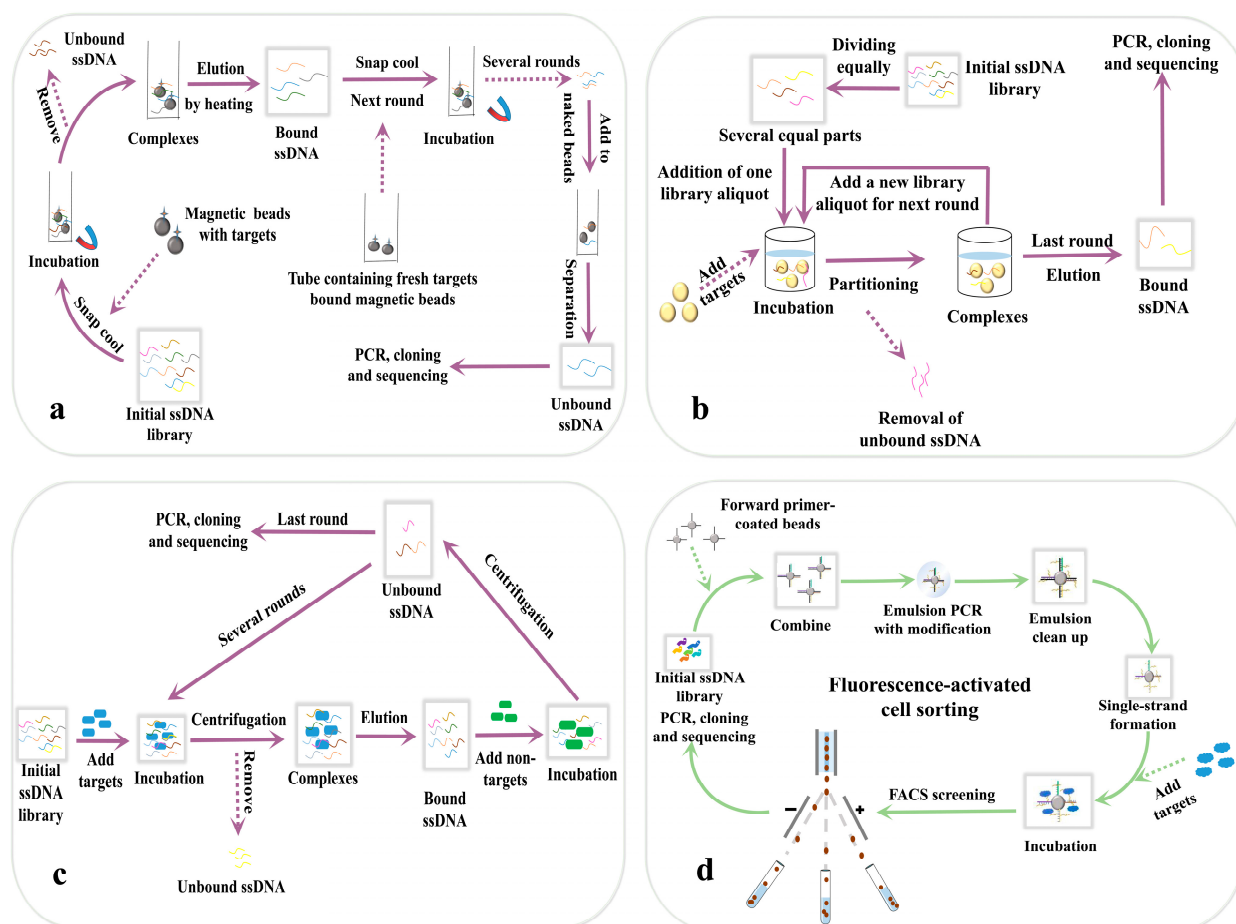 Unbound
ssDNA
Remove
Complexes
Elution
by heating
Bound
ssDNA
Snap cool
Next round
Incubation
Several rounds
Add to
naked beads
Incubation
Magnetic beads
with targets
Tube containing fresh targets
bound magnetic beads
Snap cool
Separation
Initial ssDNA
library
PCR, cloning
and sequencing
Unbound
ssDNA
a
Dividing
equally
Initial ssDNA
library
Several equal parts
PCR, cloning
and sequencing
Addition of one
library aliquot
Add a new library
aliquot for next round
Add
targets
Incubation
Partitioning
Complexes
Last round
Elution
Bound
ssDNA
Removal of
unbound ssDNA
b
PCR, cloning
and sequencing
Last round
Unbound
ssDNA
Several rounds
Centrifugation
Initial
ssDNA
library
Add
targets
Incubation
Centrifugation
Remove
Complexes
Elution
Bound
ssDNA
Add non-
targets
Incubation
Unbound ssDNA
c
Forward primer-
coated beads
Combine
Emulsion PCR
with modification
Emulsion
clean up
Initial ssDNA
library
Fluorescence-activated
cell sorting
Single-strand
formation
PCR, cloning
and sequencing
Add
targets
FACS screening
Incubation
− +
d